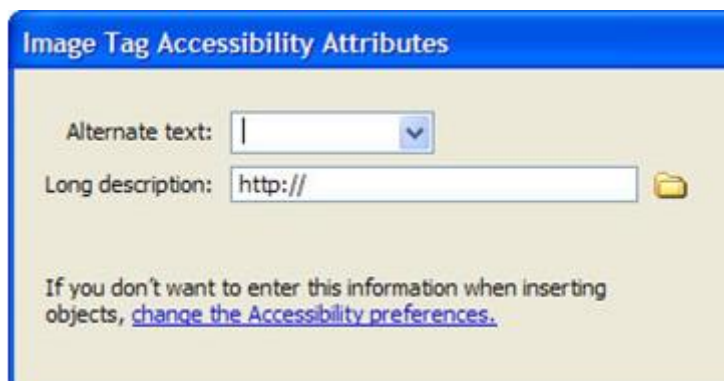 Image Tag Accessibility Attributes
Alternate text:
Long description: http://
If you don't want to enter this information when inserting
objects, change the Accessibility preferences.